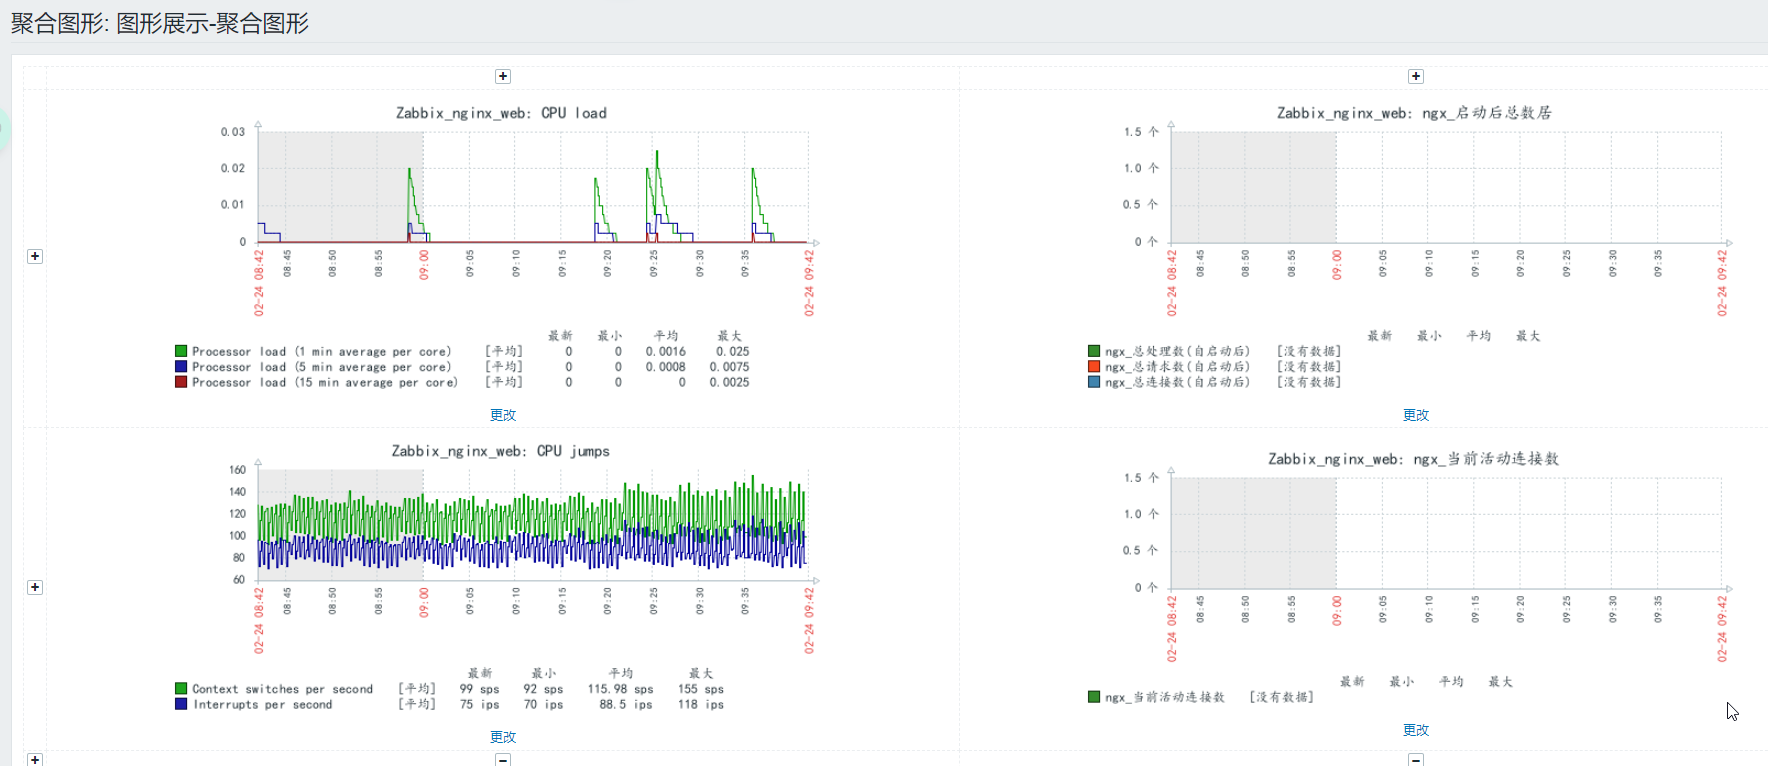 聚合图形: 图形展示-聚合图形
Zabbix_nginx_web: CPU load
0.03
0.02
0.01
0
02-24 08:42
08:45
08:50
08:55
09:00
09:05
09:10
09:15
09:20
09:25
09:30
09:35
02-24 09:42
最新 最小 平均 最大
Processor load (1 min average per core) [平均] 0 0 0.0016 0.025
Processor load (5 min average per core) [平均] 0 0 0.0008 0.0075
Processor load (15 min average per core) [平均] 0 0 0 0.0025
更改
Zabbix_nginx_web: ngx_启动后总数居
1.5 个
1.0 个
0.5 个
0 个
02-24 08:42
08:45
08:50
08:55
09:00
09:05
09:10
09:15
09:20
09:25
09:30
09:35
02-24 09:42
最新 最小 平均 最大
ngx_总处理数(自启动后) [没有数据]
ngx_总请求数(自启动后) [没有数据]
ngx_总连接数(自启动后) [没有数据]
更改
Zabbix_nginx_web: CPU jumps
160
140
120
100
80
60
02-24 08:42
08:45
08:50
08:55
09:00
09:05
09:10
09:15
09:20
09:25
09:30
09:35
02-24 09:42
最新 最小 平均 最大
Context switches per second [平均] 99 sps 92 sps 115.98 sps 155 sps
Interrupts per second [平均] 75 ips 70 ips 88.5 ips 118 ips
更改
Zabbix_nginx_web: ngx_当前活动连接数
1.5 个
1.0 个
0.5 个
0 个
02-24 08:42
08:45
08:50
08:55
09:00
09:05
09:10
09:15
09:20
09:25
09:30
09:35
02-24 09:42
最新 最小 平均 最大
ngx_当前活动连接数 [没有数据]
更改